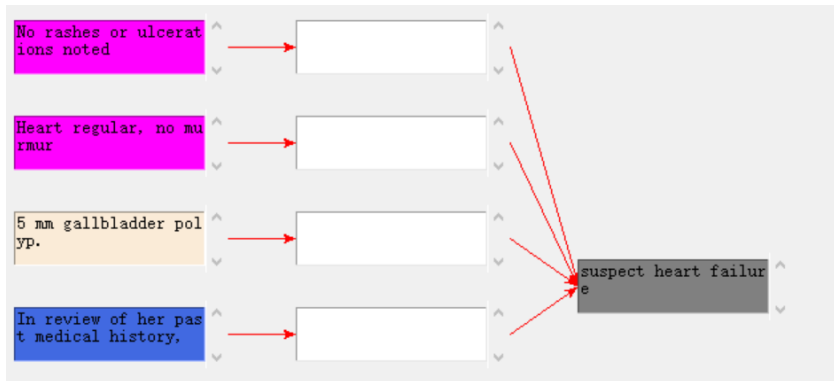 No rashes or ulcerat
ions noted
Heart regular, no mu
rmur
5 mm gallbladder pol
yp.
In review of her pas
t medical history,
suspect heart failur
e